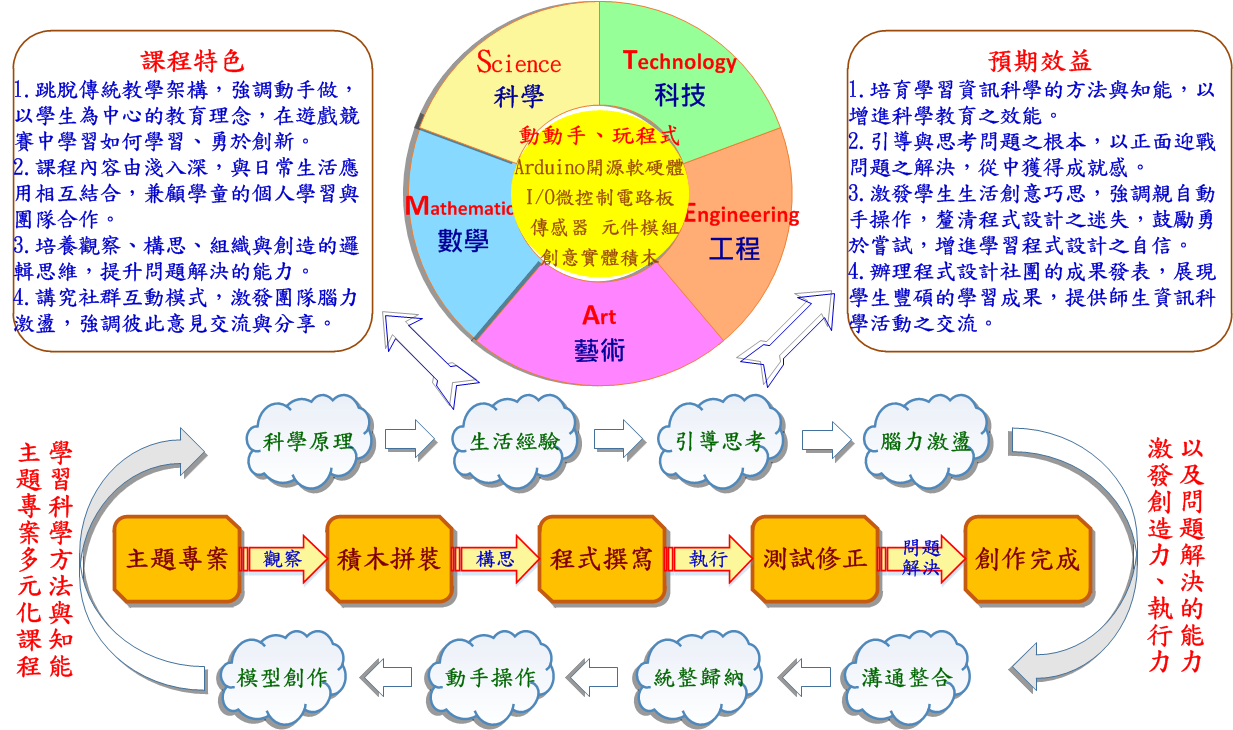 課程特色
1. 跳脫傳統教學架構，強調動手做，
以學生為中心的教育理念，在遊戲競
賽中學習如何學習、勇於創新。
2. 課程內容由淺入深，與日常生活應
用相互結合，兼顧學童的個人學習與
團隊合作。
3. 培養觀察、構思、組織與創造的邏
輯思維，提升問題解決的能力。
4. 講究社群互動模式，激發團隊腦力
激盪，強調彼此意見交流與分享。
Science
科學
Technology
科技
Mathematic
數學
Engineering
工程
Art
藝術
動動手、玩程式
Arduino開源軟硬體
I/O微控制電路板
傳感器 元件模組
創意實體積木
預期效益
1. 培育學習資訊科學的方法與知能，以
增進科學教育之效能。
2. 引導與思考問題之根本，以正面迎戰
問題之解決，從中獲得成就感。
3. 激發學生生活創意巧思，強調親自動
手操作，釐清程式設計之迷失，鼓勵勇
於嘗試，增進學習程式設計之自信。
4. 辦理程式設計社團的成果發表，展現
學生豐碩的學習成果，提供師生資訊科
學活動之交流。
科學原理
生活經驗
引導思考
腦力激盪
學習科學方法與知能
主題專案多元化課程
主題專案
觀察
積木拼裝
構思
程式撰寫
執行
測試修正
問題
解決
創作完成
以及問題解決的能力
激發創造力、執行力
模型創作
動手操作
統整歸納
溝通整合